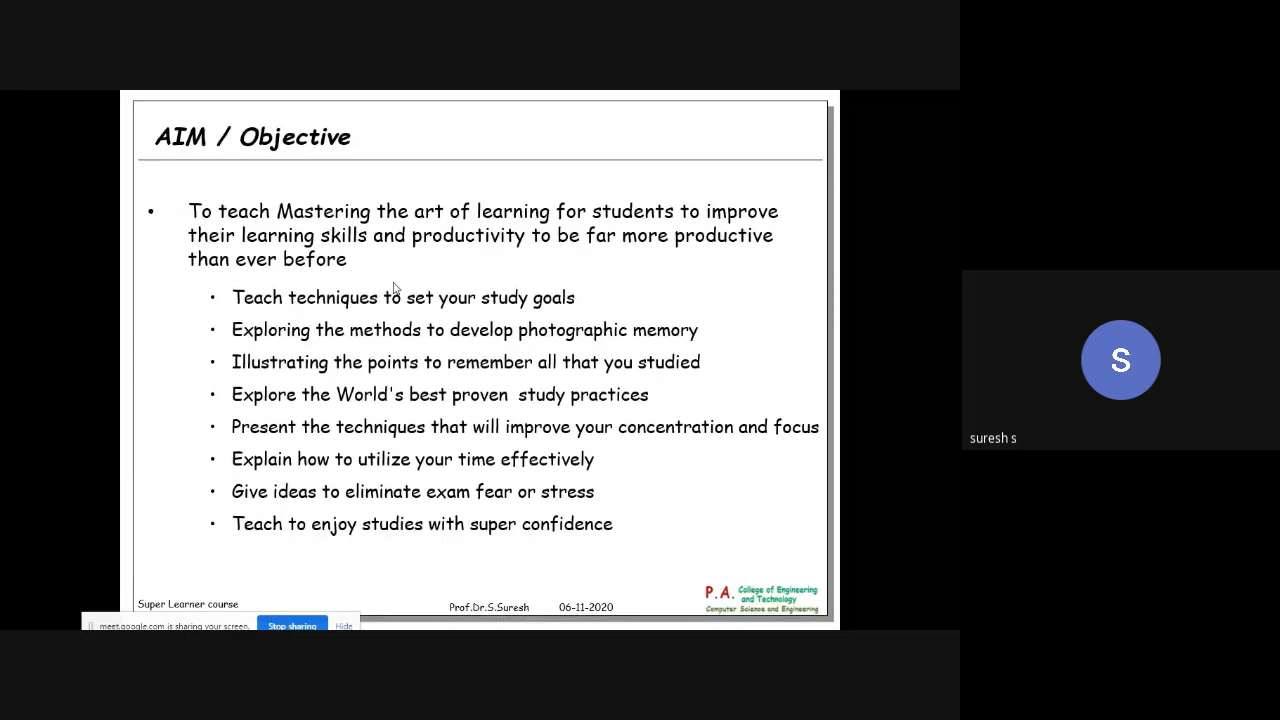 AIM / Objective
• To teach Mastering the art of learning for students to improve
their learning skills and productivity to be far more productive
than ever before
• Teach techniques to set your study goals
• Exploring the methods to develop photographic memory
• Illustrating the points to remember all that you studied
• Explore the World's best proven study practices
• Present the techniques that will improve your concentration and focus
• Explain how to utilize your time effectively
• Give ideas to eliminate exam fear or stress
• Teach to enjoy studies with super confidence
Super Learner course
Prof.Dr.S.Suresh 06-11-2020
P.A. College of Engineering
and Technology
Computer Science and Engineering
meet.google.com is sharing your screen. Stop sharing Hide
S
suresh s